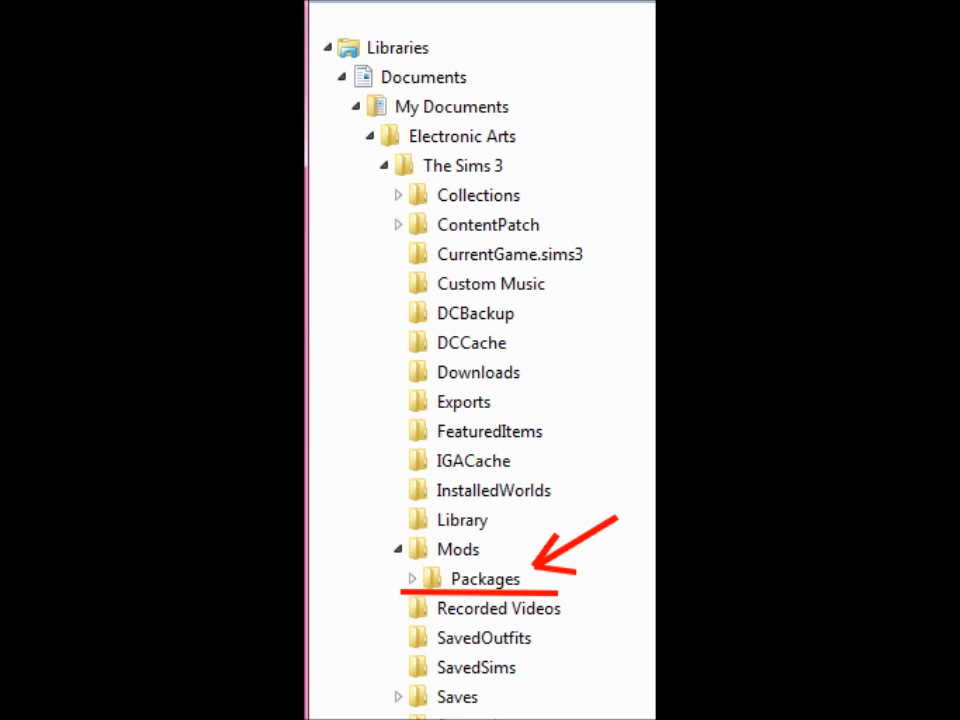 Libraries
Documents
My Documents
Electronic Arts
The Sims 3
Collections
ContentPatch
CurrentGame.sims3
Custom Music
DCBackup
DCCache
Downloads
Exports
FeaturedItems
IGACache
InstalledWorlds
Library
Mods
Packages
Recorded Videos
SavedOutfits
SavedSims
Saves